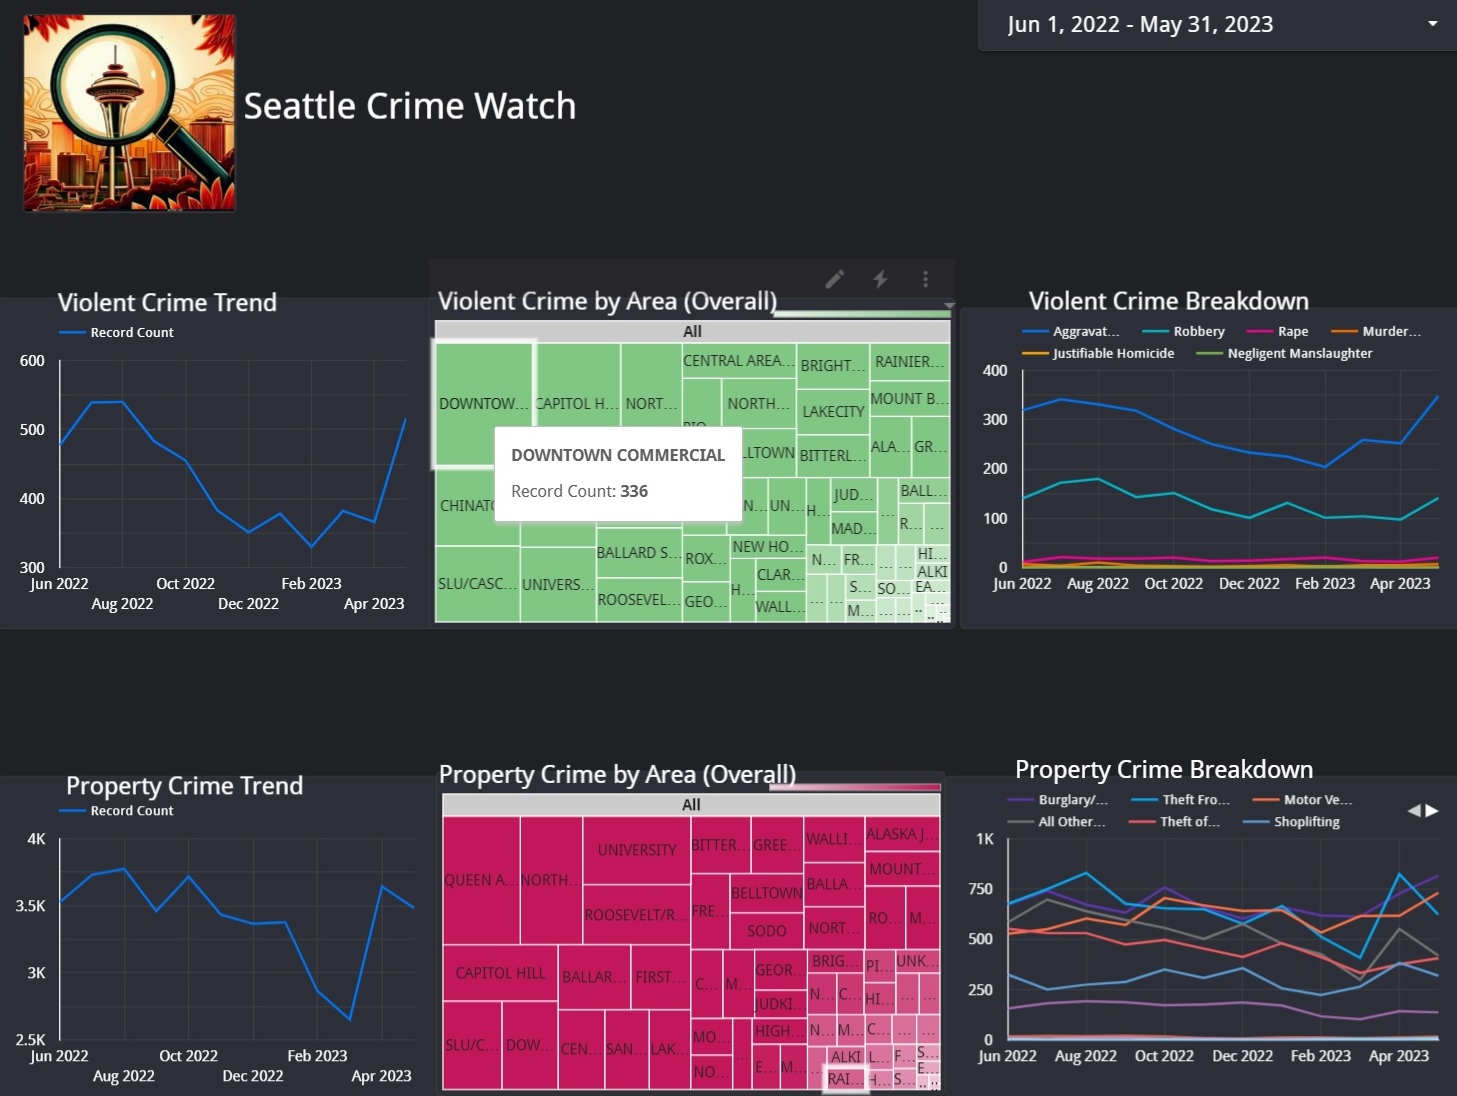 Jun 1, 2022 - May 31, 2023
Seattle Crime Watch
Violent Crime Trend
Record Count
600
500
400
300
Jun 2022
Oct 2022
Feb 2023
Aug 2022
Dec 2022
Apr 2023
Violent Crime by Area (Overall)
All
DOWNTOW...
CAPITOL H...
NORT...
CENTRAL AREA...
BRIGHT...
RAINIER...
NORTH...
LAKECITY
MOUNT B...
LLTOWN
BITTERL...
ALA...
GR...
DOWNTOWN COMMERCIAL
Record Count: 336
CHINATO
N...
UN...
H...
JUD...
BALL...
MAD...
R...
...
SLU/CASC...
UNIVERS...
BALLARD S...
ROOSEVEL...
ROX...
GEO...
NEW HO...
H...
CLAR...
WALL...
N...
FR...
HI...
ALKI
S...
SO...
EA...
M...
Violent Crime Breakdown
Aggravat...
Robbery
Rape
Murder...
Justifiable Homicide
Negligent Manslaughter
400
300
200
100
0
Jun 2022
Aug 2022
Oct 2022
Dec 2022
Feb 2023
Apr 2023
Property Crime Trend
Record Count
4K
3.5K
3K
2.5K
Jun 2022
Oct 2022
Feb 2023
Aug 2022
Dec 2022
Apr 2023
Property Crime by Area (Overall)
All
QUEEN A...
NORTH...
UNIVERSITY
ROOSEVELT/R...
BITTER...
GREE...
WALLI...
ALASKA J...
MOUNT...
FRE...
BELLTOWN
SODO
BALLA...
NORT...
RO...
M...
CAPITOL HILL
BALLAR...
FIRST...
C...
M...
GEOR...
JUDKI...
BRIG...
PI...
UNK...
N...
C...
HI...
SLU/C...
DOW...
CEN...
SAN...
LAK...
MO...
NO...
HIGH...
E...
M...
N...
M...
C...
ALKI
L...
F...
S...
E...
RAI...
H...
S...
Property Crime Breakdown
Burglary/...
Theft Fro...
Motor Ve...
All Other...
Theft of...
Shoplifting
1K
750
500
250
0
Jun 2022
Aug 2022
Oct 2022
Dec 2022
Feb 2023
Apr 2023